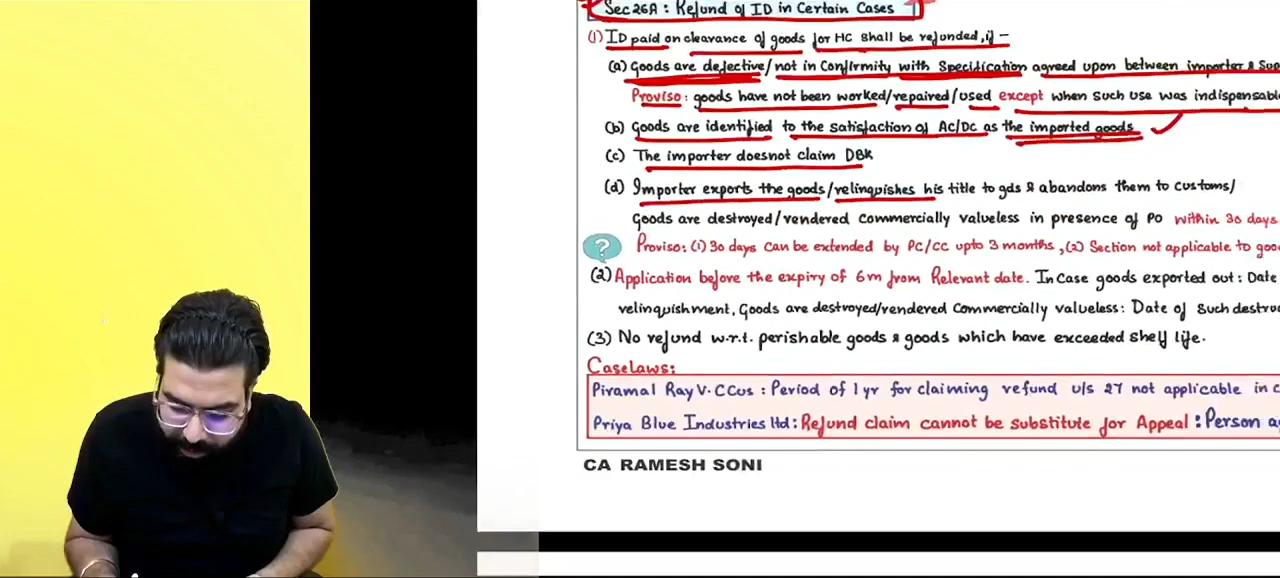 Sec 26A : Refund of ID in Certain Cases
(1) ID paid on clearance of goods for HC shall be refunded, if –
(a) Goods are defective/not in Confirmity with Specification agreed upon between importer & Sup
Proviso: goods have not been worked/repaired/used except when Such use was indispensabl
(b) Goods are identified to the satisfaction of AC/DC as the imported goods
(c) The importer doesnot claim DBK
(d) Importer exports the goods/relinquishes his title to gds & abandons them to customs/
Goods are destroyed/rendered commercially valueless in presence of PO within 30 days
? Proviso: (1) 30 days can be extended by PC/CC upto 3 months, (2) Section not applicable to goo
(2) Application before the expiry of 6m from Relevant date. In Case goods exported out : Date
relinquishment, Goods are destroyed/rendered Commercially valueless: Date of Such destru
(3) No refund w.r.t. perishable goods & goods which have exceeded shelf life.
Case laws:
Piramal Ray V. CCus : Period of 1 yr for claiming refund u/s 27 not applicable in c
Priya Blue Industries ltd: Refund claim cannot be substitute for Appeal : Person ag
CA RAMESH SONI